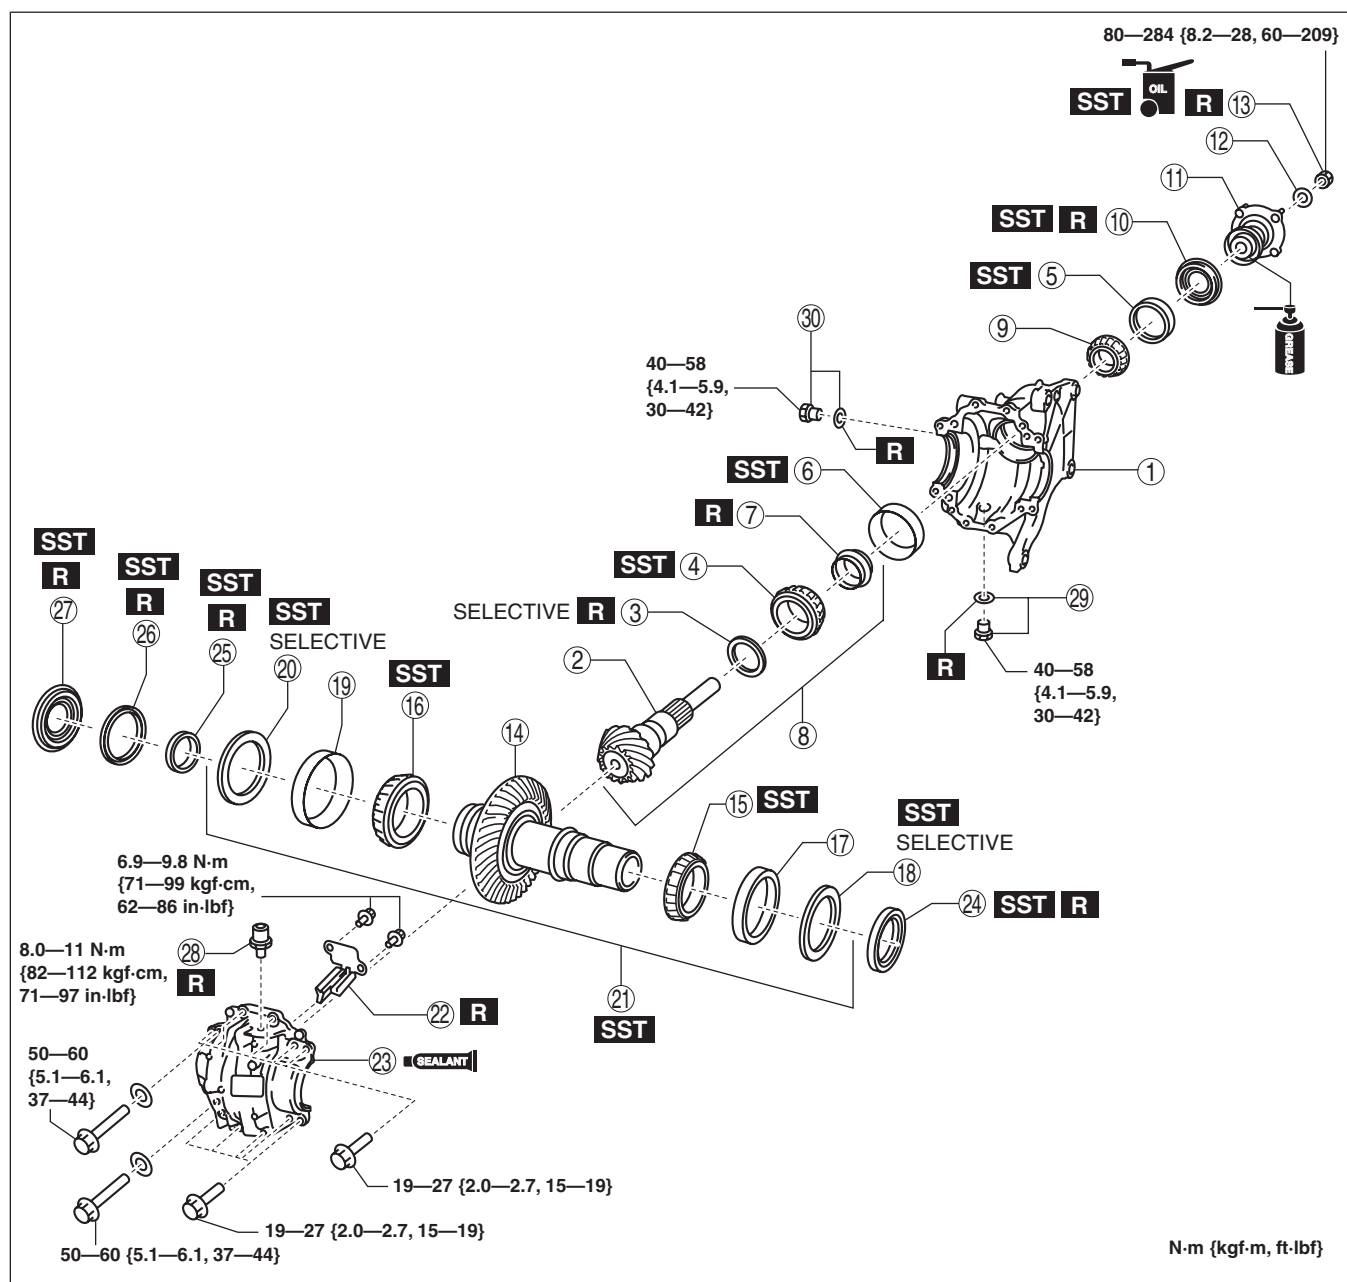 80—284 {8.2—28, 60—209}
OIL
SST R 13
12
11
SST R 10
SST 5
GREASE
9
30
40—58
{4.1—5.9,
30—42}
R
SST 6
1
R 7
SST 4
SELECTIVE R 3
29
R
40—58
{4.1—5.9,
30—42}
2
8
SST
R
27
SST
R
26
SST
R
25
SST
SELECTIVE
20
19
SST
16
14
15 SST
17
SST
SELECTIVE
18
24 SST R
6.9—9.8 N·m
{71—99 kgf·cm,
62—86 in·lbf}
28
8.0—11 N·m
{82—112 kgf·cm,
71—97 in·lbf}
R
22 R
21
SST
23 SEALANT
50—60
{5.1—6.1,
37—44}
19—27 {2.0—2.7, 15—19}
19—27 {2.0—2.7, 15—19}
50—60 {5.1—6.1, 37—44}
N·m {kgf·m, ft·lbf}